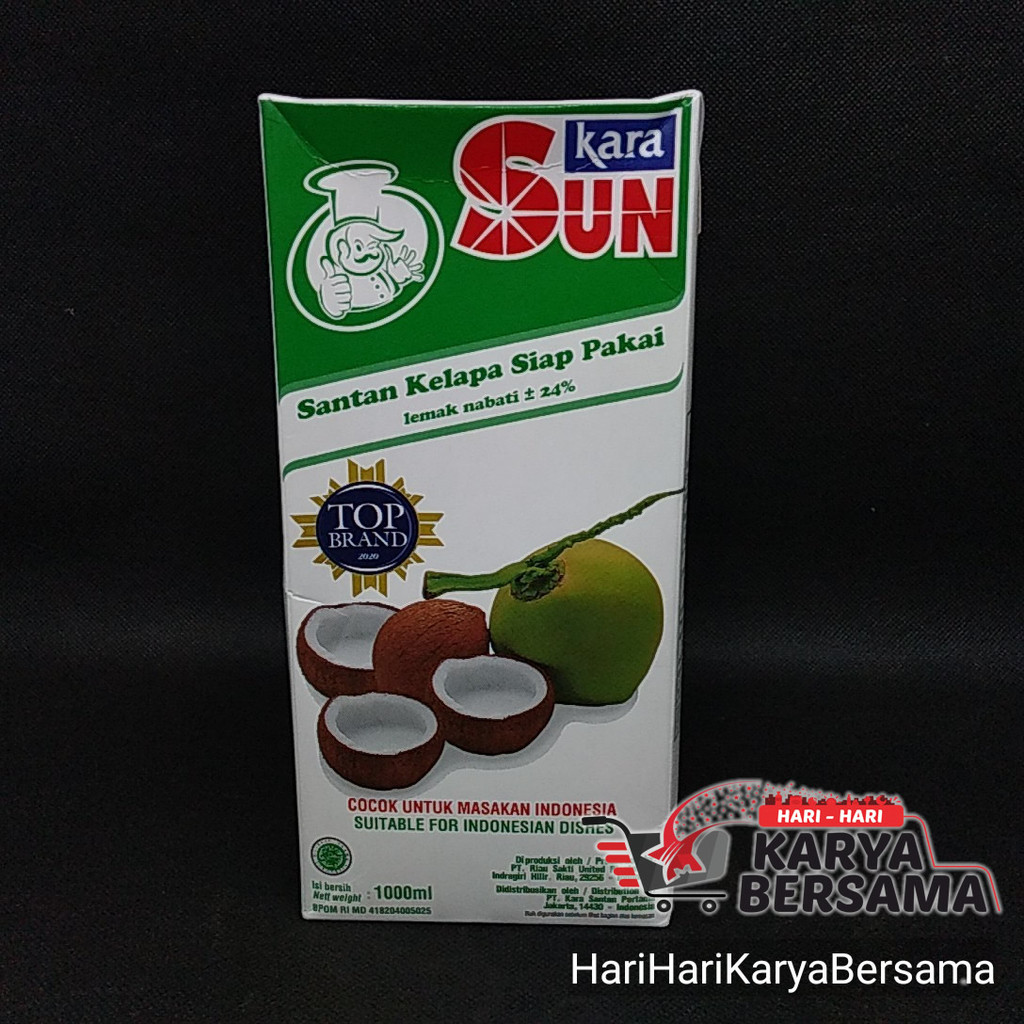 kara
SUN
Santan Kelapa Siap Pakai
lemak nabati ± 24%
TOP
BRAND
2020
COCOK UNTUK MASAKAN INDONESIA
SUITABLE FOR INDONESIAN DISHES
Diproduksi oleh /
PT. Riau Sakti United
Indragiri Hilir, Riau, 29256 -
Isi bersih
Nett weight : 1000ml
BPOM RI MD 418204005025
Didistribusikan oleh / Distribution
PT. Kara Santan Pertama
Jakarta, 14430 - Indonesia
HARI - HARI
KARYA
BERSAMA
HariHariKaryaBersama